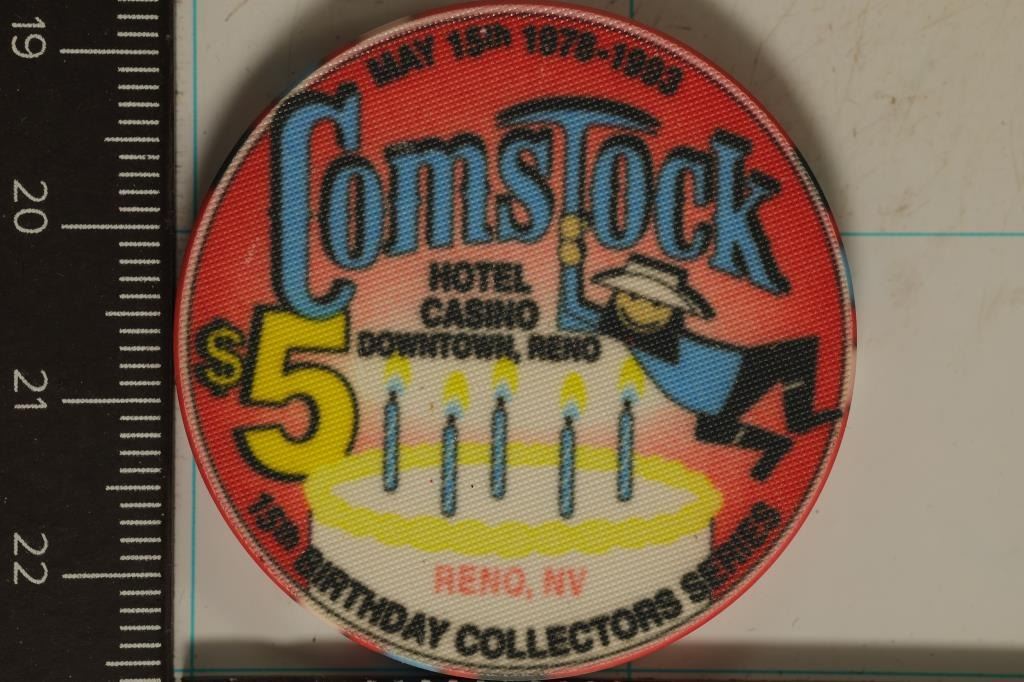 MAY 15th 1978-1993
Comstock
HOTEL
CASINO
DOWNTOWN, RENO
$5
RENO, NV
15th BIRTHDAY COLLECTORS SERIES
19
20
21
22